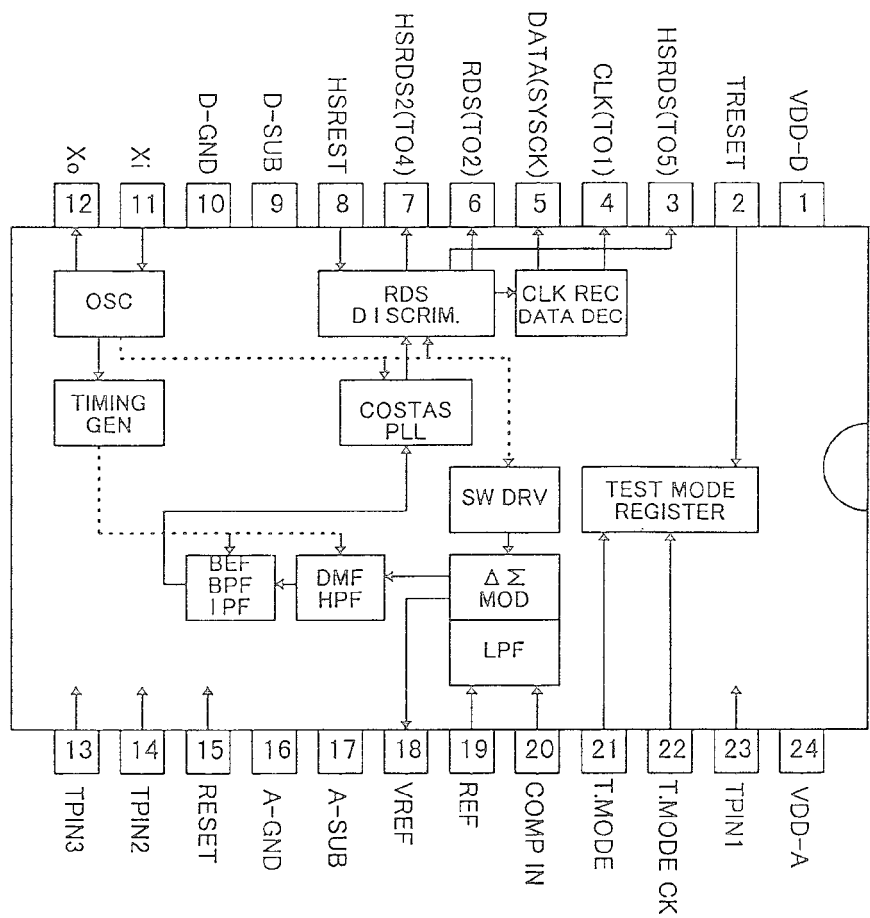 Xo
Xi
D-GND
D-SUB
HSREST
HSRDS2(TO4)
RDS(TO2)
DATA(SYSCK)
CLK(TO1)
HSRDS(TO5)
TRESET
VDD-D
12
11
10
9
8
7
6
5
4
3
2
1
OSC
RDS
DISCRIM.
CLK REC
DATA DEC
TIMING
GEN
COSTAS
PLL
SW DRV
TEST MODE
REGISTER
BEF
BPF
IPF
DMF
HPF
Δ Σ
MOD
LPF
13
14
15
16
17
18
19
20
21
22
23
24
TPIN3
TPIN2
RESET
A-GND
A-SUB
VREF
REF
COMP IN
T.MODE
T.MODE CK
TPIN1
VDD-A